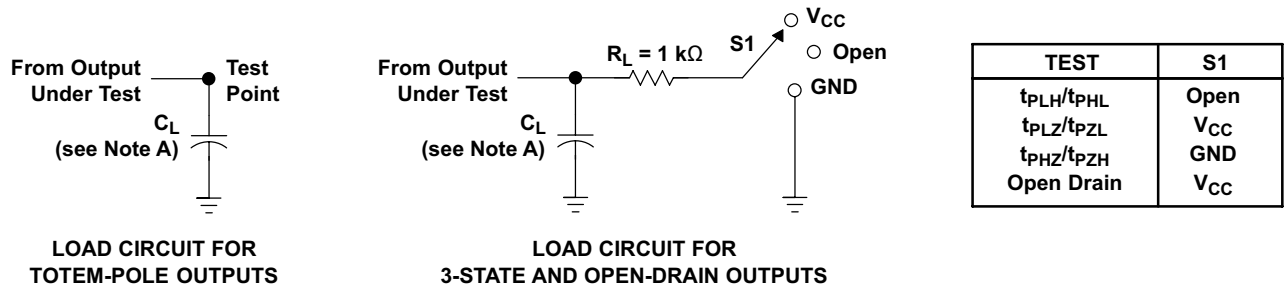 From Output
Under Test
Test
Point
CL
(see Note A)
LOAD CIRCUIT FOR
TOTEM-POLE OUTPUTS
From Output
Under Test
RL = 1 kΩ
S1
VCC
Open
GND
CL
(see Note A)
LOAD CIRCUIT FOR
3-STATE AND OPEN-DRAIN OUTPUTS
TEST S1
tPLH/tPHL Open
tPLZ/tPZL VCC
tPHZ/tPZH GND
Open Drain VCC